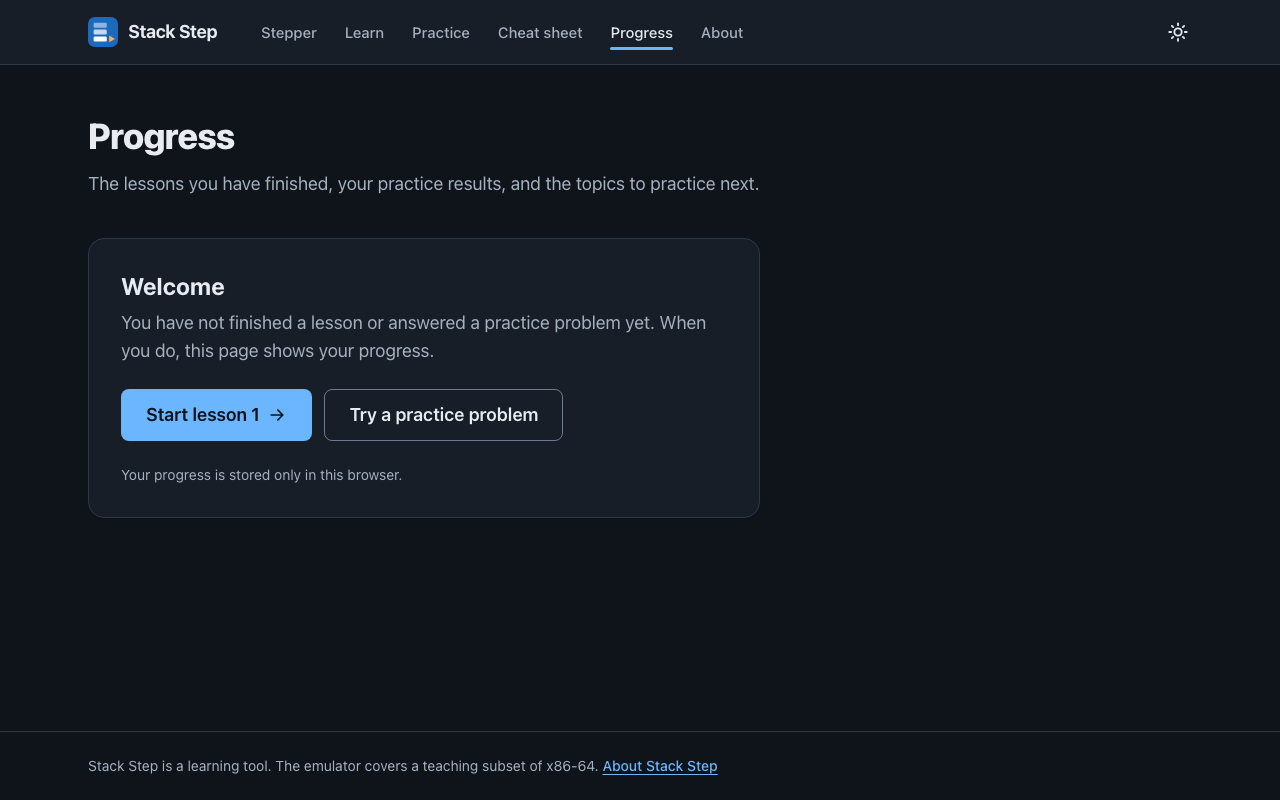 Stack Step
Stepper
Learn
Practice
Cheat sheet
Progress
About
Progress
The lessons you have finished, your practice results, and the topics to practice next.
Welcome
You have not finished a lesson or answered a practice problem yet. When
you do, this page shows your progress.
Start lesson 1 →
Try a practice problem
Your progress is stored only in this browser.
Stack Step is a learning tool. The emulator covers a teaching subset of x86-64. About Stack Step